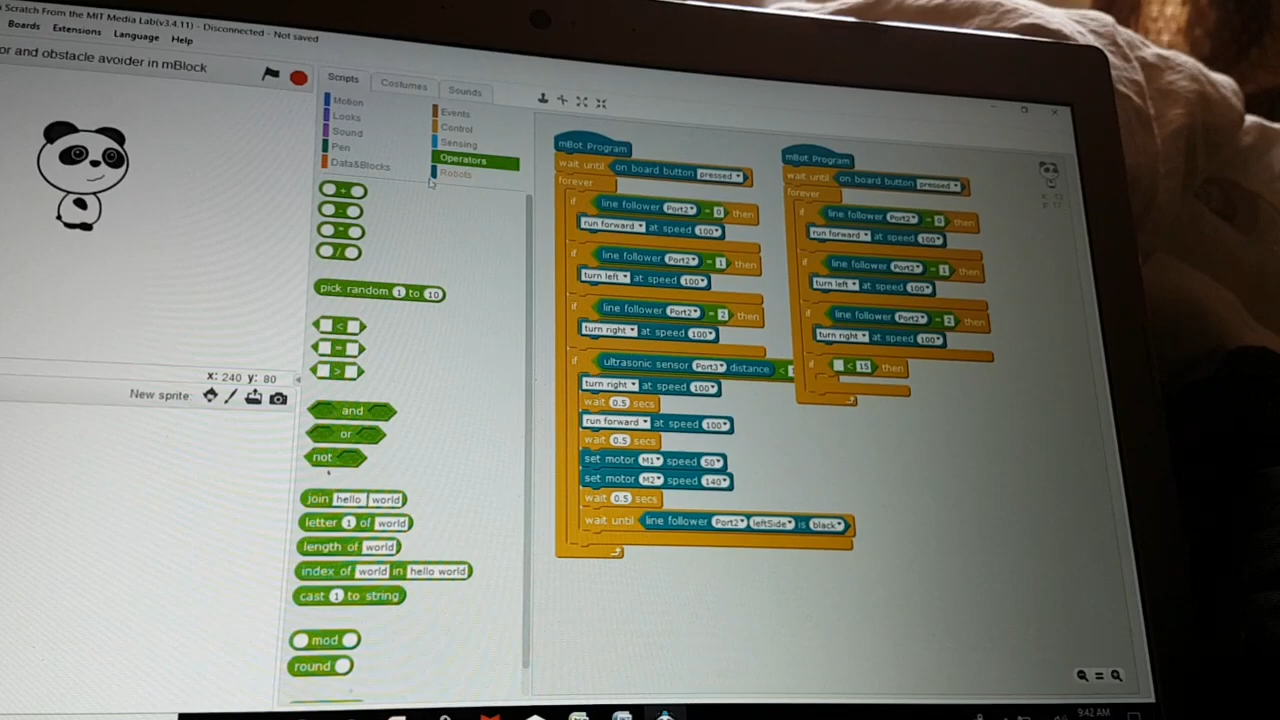 Scratch From the MIT Media Lab(v3.4.11) - Disconnected - Not saved
Boards Extensions Language Help
or and obstacle avoider in mBlock
Scripts Costumes Sounds
Motion
Looks
Sound
Pen
Data&Blocks
Events
Control
Sensing
Operators
Robots
+
-
*
/
pick random 1 to 10
<
=
>
and
or
not
join hello world
letter 1 of world
length of world
index of world in hello world
cast 1 to string
mod
round
x: 240 y: 80
New sprite:
mBot Program
wait until on board button pressed
forever
if line follower Port2 = 0 then
run forward at speed 100
if line follower Port2 = 1 then
turn left at speed 100
if line follower Port2 = 2 then
turn right at speed 100
if ultrasonic sensor Port3 distance <
turn right at speed 100
wait 0.5 secs
run forward at speed 100
wait 0.5 secs
set motor M1 speed 50
set motor M2 speed 140
wait 0.5 secs
wait until line follower Port2 leftSide is black
mBot Program
wait until on board button pressed
forever
if line follower Port2 = 0 then
run forward at speed 100
if line follower Port2 = 1 then
turn left at speed 100
if line follower Port2 = 2 then
turn right at speed 100
if < 15 then
9:42 AM